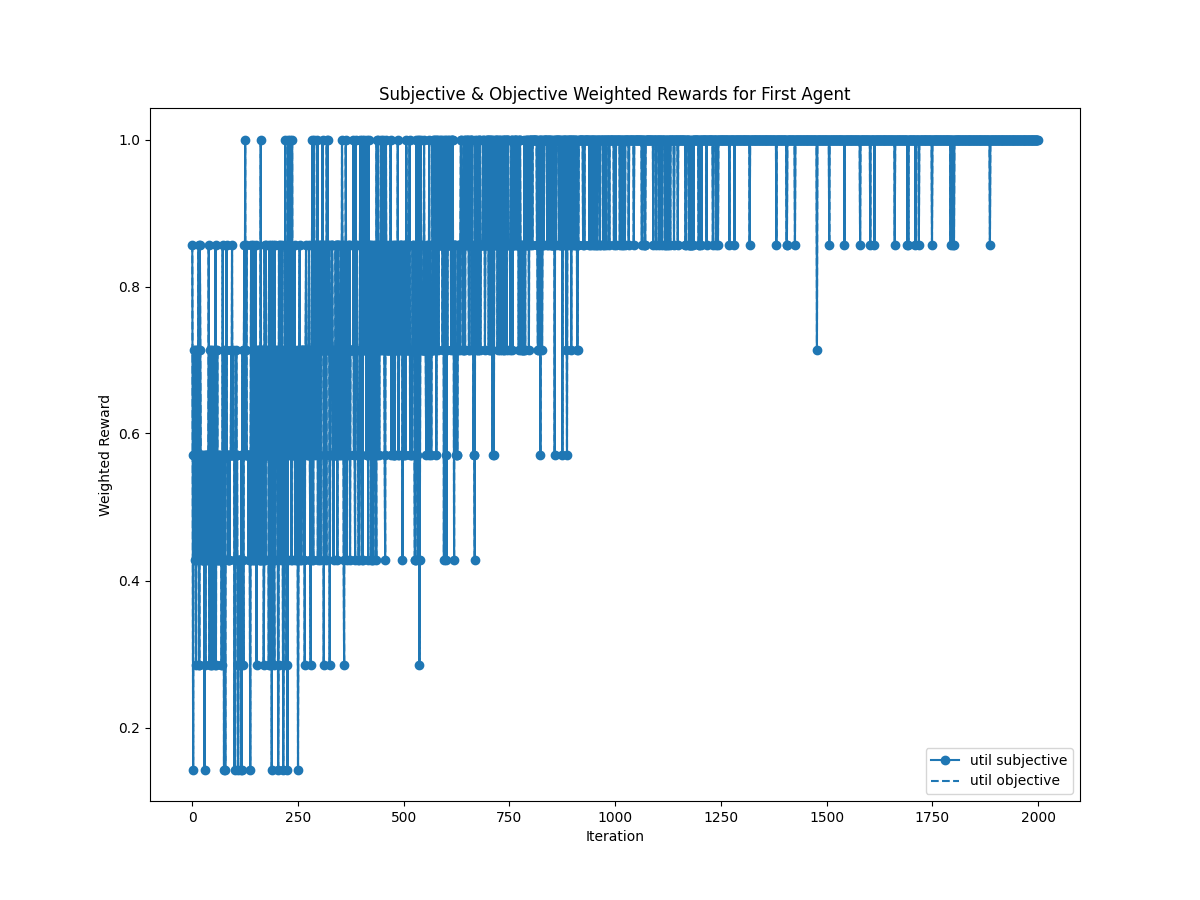 Subjective & Objective Weighted Rewards for First Agent
1.0
0.8
0.6
0.4
0.2
Weighted Reward
0 250 500 750 1000 1250 1500 1750 2000
Iteration
util subjective
util objective